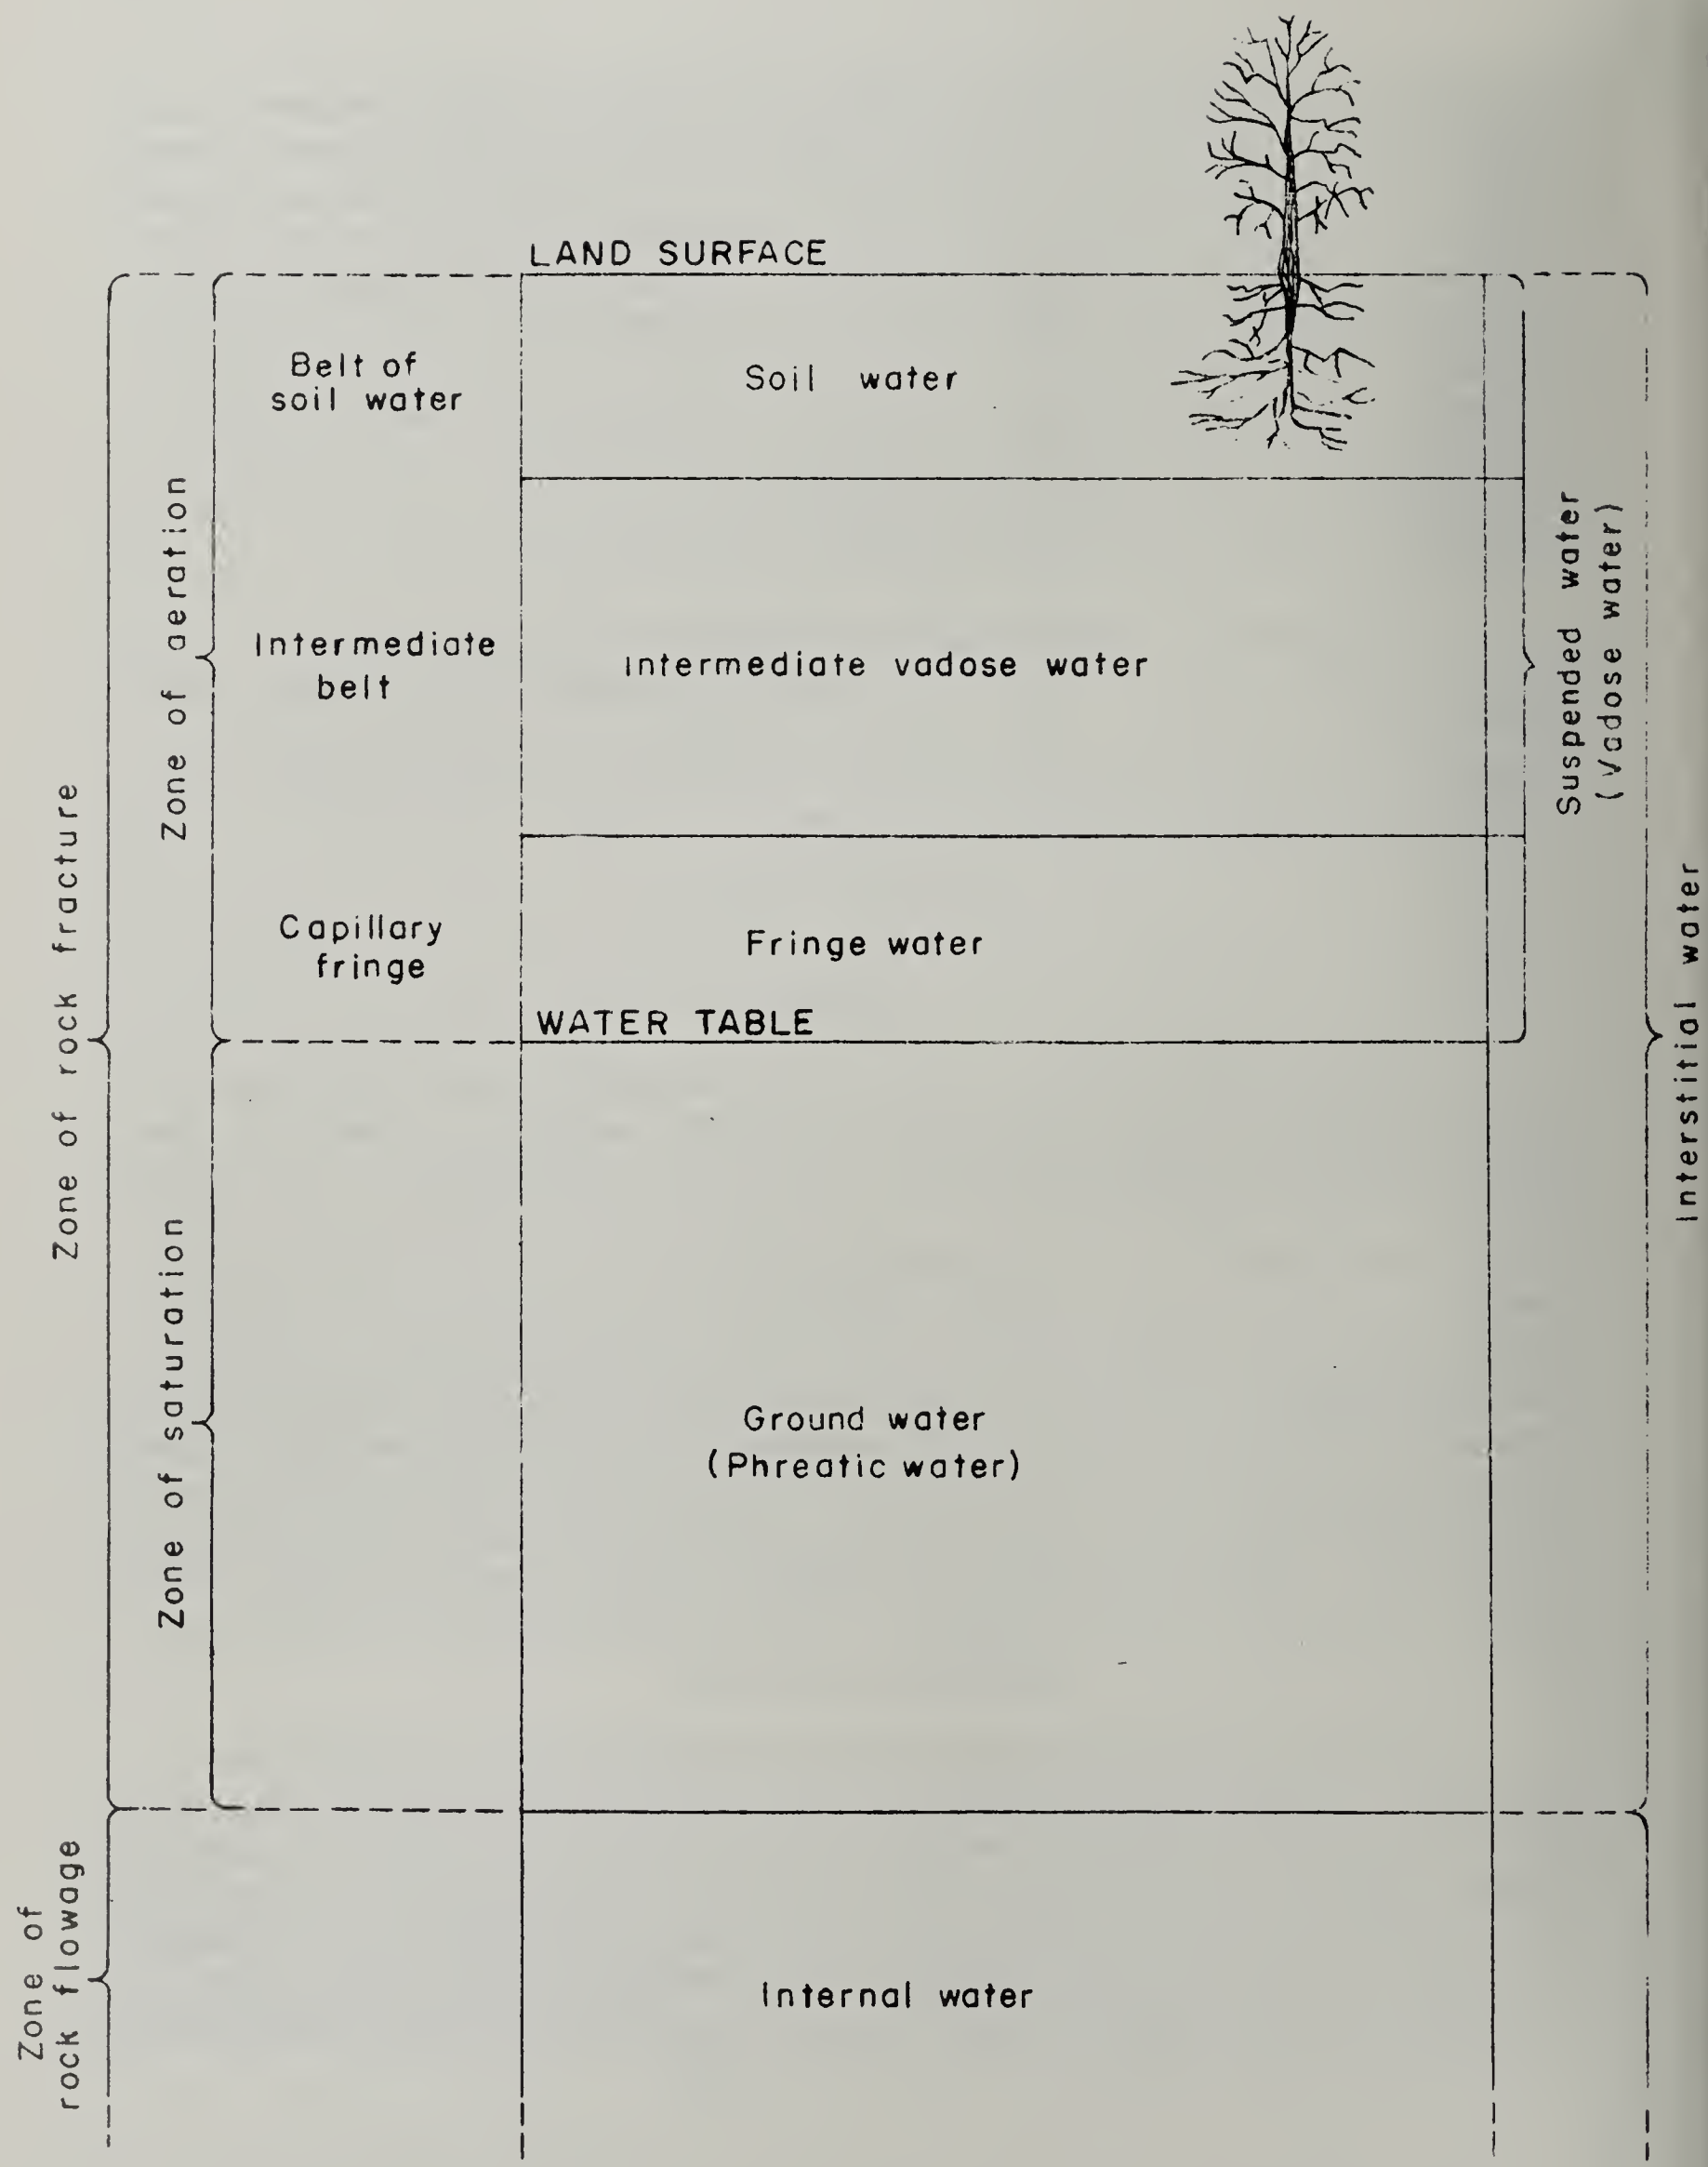 LAND SURFACE
Belt of
soil water
Soil water
Zone of aeration
Suspended water
(Vadose water)
Intermediate
belt
Intermediate vadose water
Zone of rock fracture
Capillary
fringe
Fringe water
Interstitial water
WATER TABLE
Zone of saturation
Ground water
(Phreatic water)
Zone of
rock flowage
Internal water